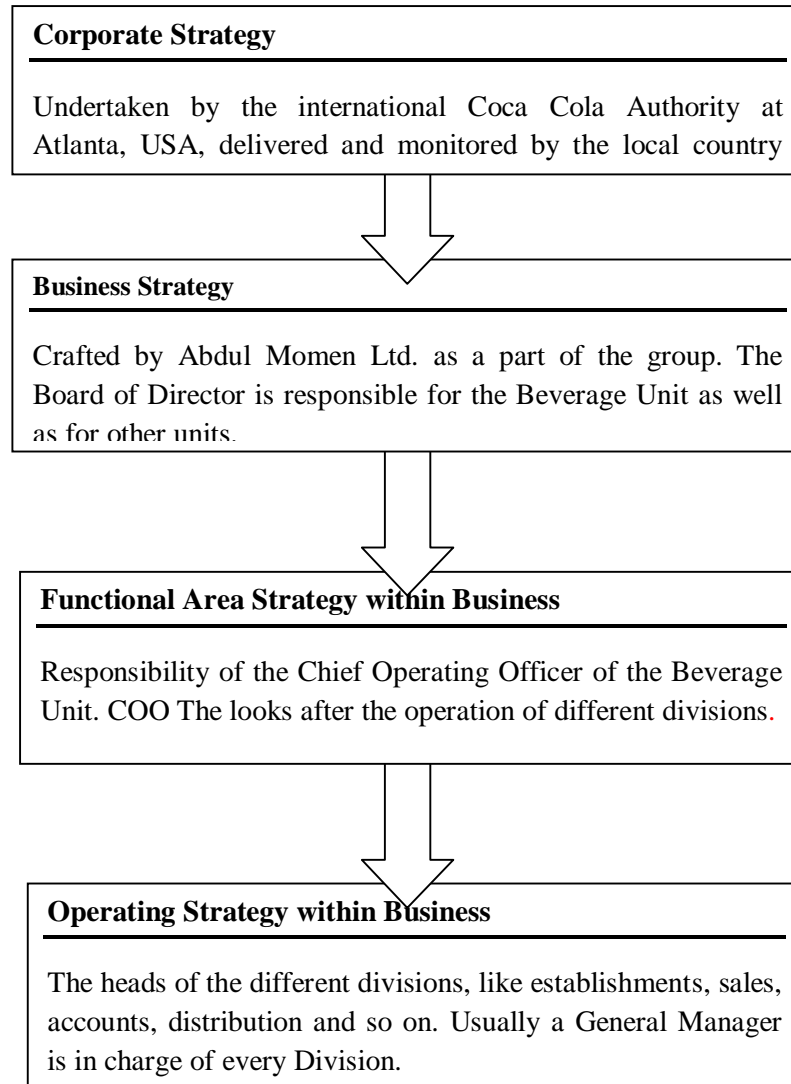 Corporate Strategy
Undertaken by the international Coca Cola Authority at
Atlanta, USA, delivered and monitored by the local country
Business Strategy
Crafted by Abdul Momen Ltd. as a part of the group. The
Board of Director is responsible for the Beverage Unit as well
as for other units.
Functional Area Strategy within Business
Responsibility of the Chief Operating Officer of the Beverage
Unit. COO The looks after the operation of different divisions.
Operating Strategy within Business
The heads of the different divisions, like establishments, sales,
accounts, distribution and so on. Usually a General Manager
is in charge of every Division.